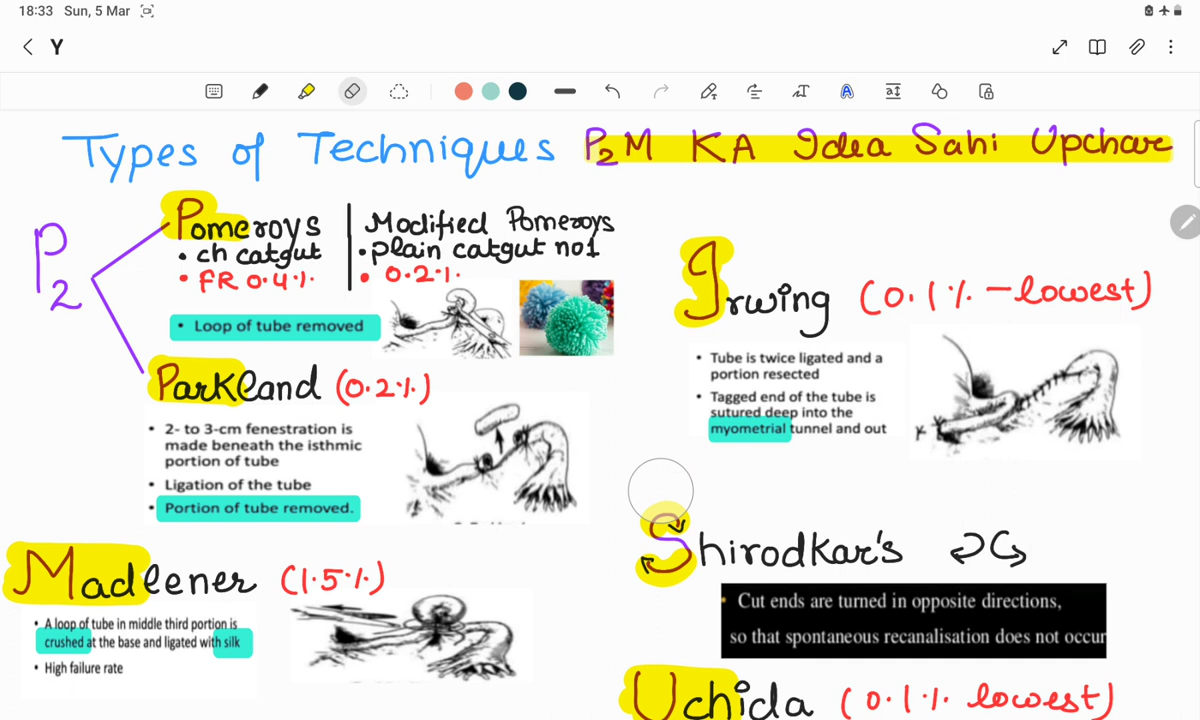 18:33 Sun, 5 Mar
Y
Types of Techniques P2M KA Idea Sahi Upchar
P2
Pomeroys
• ch catgut
• FR 0.4%
Modified Pomeroys
• plain catgut no1
• 0.2%
• Loop of tube removed
Parkland (0.2%)
• 2- to 3-cm fenestration is
made beneath the isthmic
portion of tube
• Ligation of the tube
• Portion of tube removed.
Madlener (1.5%)
• A loop of tube in middle third portion is
crushed at the base and ligated with silk
• High failure rate
Irwing (0.1% - lowest)
• Tube is twice ligated and a
portion resected
• Tagged end of the tube is
sutured deep into the
myometrial tunnel and out
Shirodkar's
• Cut ends are turned in opposite directions,
so that spontaneous recanalisation does not occur
Uchida (0.1% lowest)